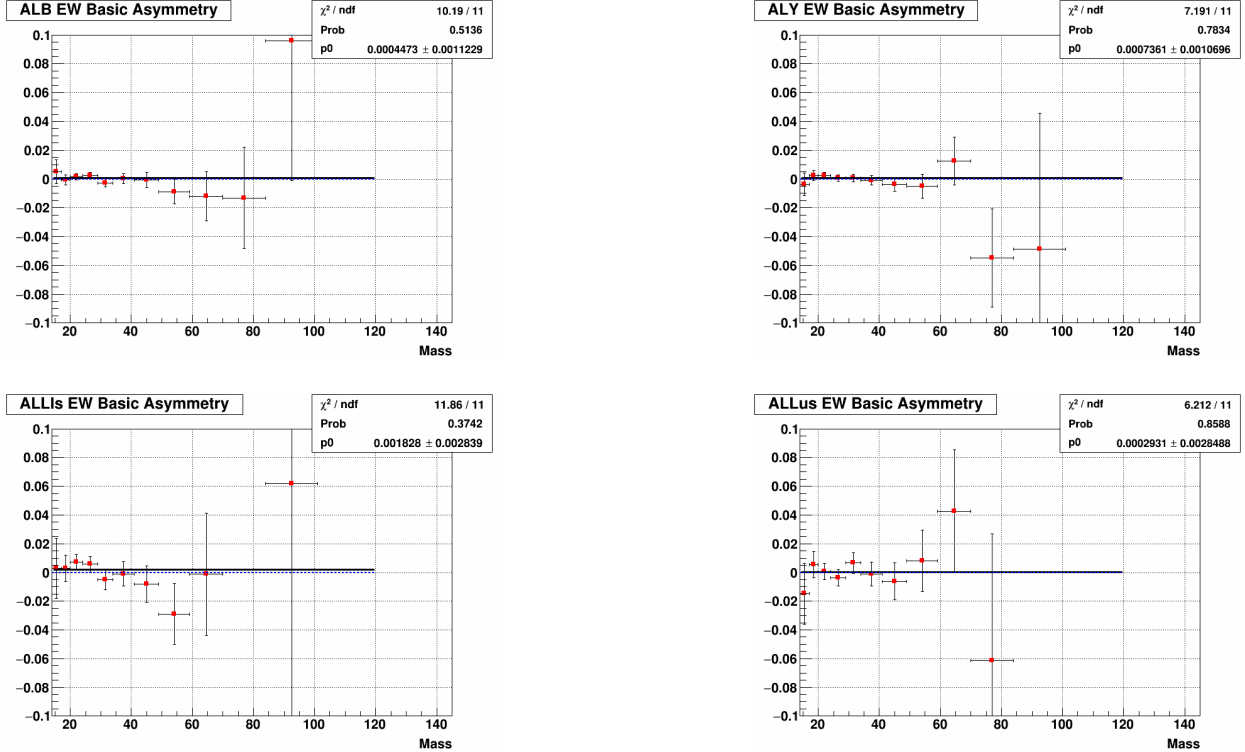 ALB EW Basic Asymmetry
χ² / ndf 10.19 / 11
Prob 0.5136
p0 0.0004473 ± 0.0011229
0.1
0.08
0.06
0.04
0.02
0
−0.02
−0.04
−0.06
−0.08
−0.1
20 40 60 80 100 120 140
Mass
ALY EW Basic Asymmetry
χ² / ndf 7.191 / 11
Prob 0.7834
p0 0.0007361 ± 0.0010696
0.1
0.08
0.06
0.04
0.02
0
−0.02
−0.04
−0.06
−0.08
−0.1
20 40 60 80 100 120 140
Mass
ALLls EW Basic Asymmetry
χ² / ndf 11.86 / 11
Prob 0.3742
p0 0.001828 ± 0.002839
0.1
0.08
0.06
0.04
0.02
0
−0.02
−0.04
−0.06
−0.08
−0.1
20 40 60 80 100 120 140
Mass
ALLus EW Basic Asymmetry
χ² / ndf 6.212 / 11
Prob 0.8588
p0 0.0002931 ± 0.0028488
0.1
0.08
0.06
0.04
0.02
0
−0.02
−0.04
−0.06
−0.08
−0.1
20 40 60 80 100 120 140
Mass